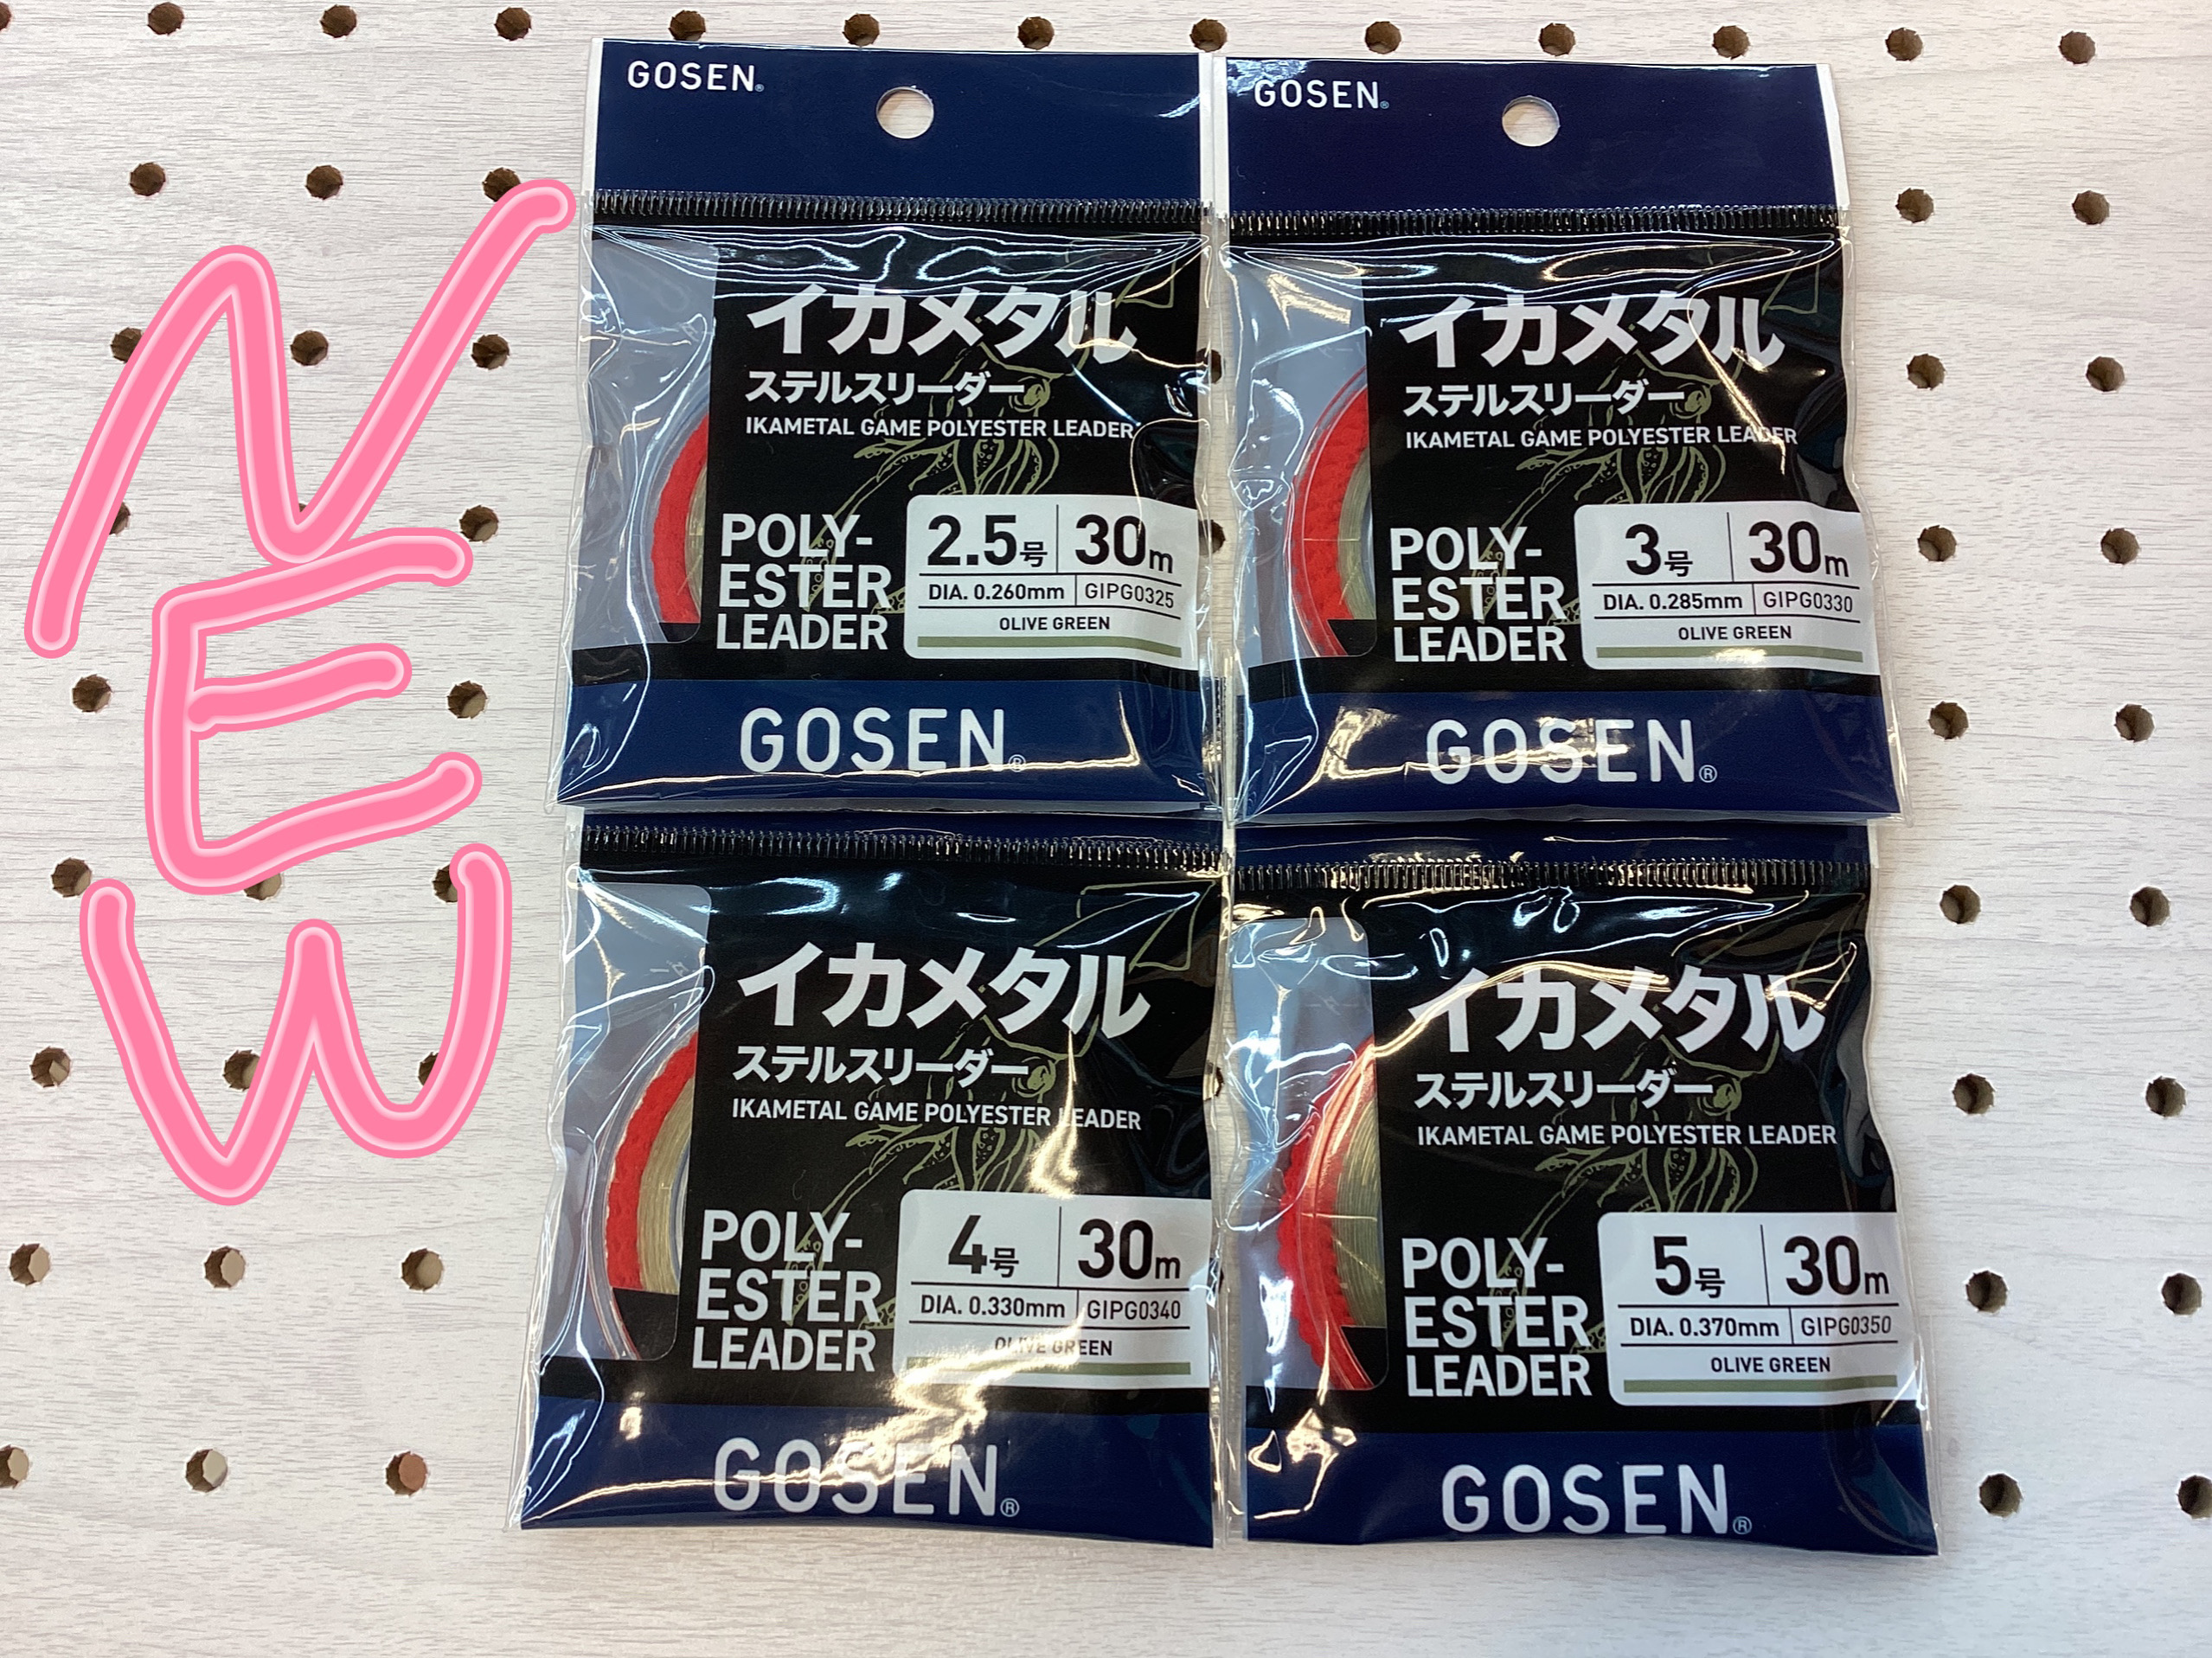 NEW
GOSEN®
イカメタル
ステルスリーダー
IKAMETAL GAME POLYESTER LEADER
POLY-
ESTER
LEADER
2.5号 30m
DIA. 0.260mm GIPG0325
OLIVE GREEN
GOSEN®
GOSEN®
イカメタル
ステルスリーダー
IKAMETAL GAME POLYESTER LEADER
POLY-
ESTER
LEADER
3号 30m
DIA. 0.285mm GIPG0330
OLIVE GREEN
GOSEN®
イカメタル
ステルスリーダー
IKAMETAL GAME POLYESTER LEADER
POLY-
ESTER
LEADER
4号 30m
DIA. 0.330mm GIPG0340
OLIVE GREEN
GOSEN®
イカメタル
ステルスリーダー
IKAMETAL GAME POLYESTER LEADER
POLY-
ESTER
LEADER
5号 30m
DIA. 0.370mm GIPG0350
OLIVE GREEN
GOSEN®